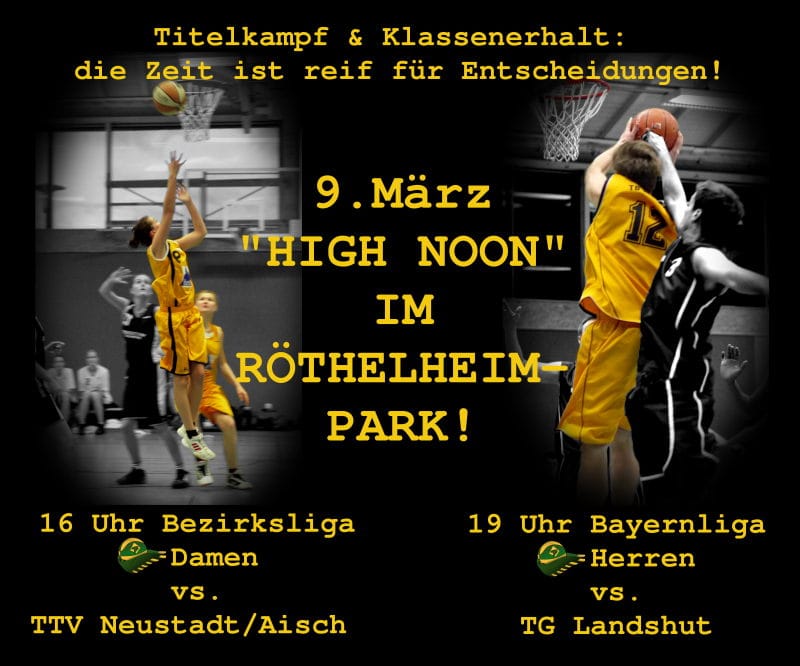 Titelkampf & Klassenerhalt:
die Zeit ist reif für Entscheidungen!
9.März
"HIGH NOON"
IM
RÖTHELHEIM-
PARK!
12
16 Uhr Bezirksliga
Damen
vs.
TTV Neustadt/Aisch
19 Uhr Bayernliga
Herren
vs.
TG Landshut